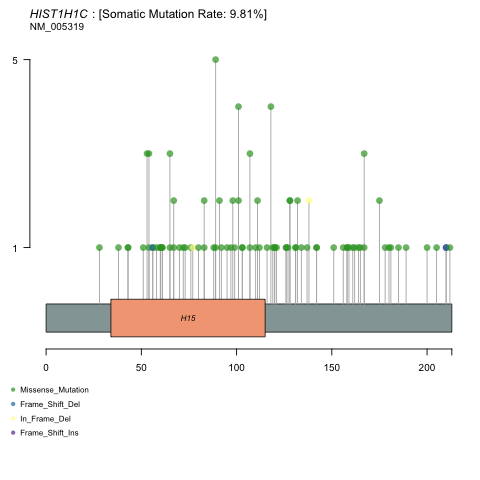 HIST1H1C : [Somatic Mutation Rate: 9.81%]
NM_005319
5
1
H15
0 50 100 150 200
Missense_Mutation
Frame_Shift_Del
In_Frame_Del
Frame_Shift_Ins